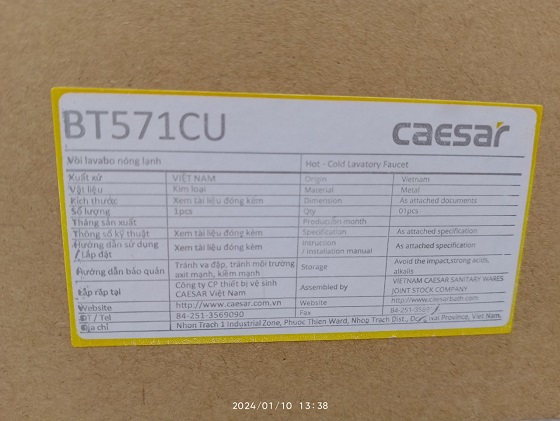 BT571CU caesar
Vòi lavabo nóng lạnh Hot - Cold Lavatory Faucet
Xuất xứ VIỆT NAM Origin Vietnam
Vật liệu Kim loại Material Metal
Kích thước Xem tài liệu đóng kèm Dimension As attached documents
Số lượng 1pcs Qty 01pcs
Tháng sản xuất Production month
Thông số kỹ thuật Xem tài liệu đóng kèm Specification As attached specification
Hướng dẫn sử dụng Xem tài liệu đóng kèm Intruction As attached specification
/ Lắp đặt / Installation manual
Hướng dẫn bảo quản Tránh va đập, tránh môi trường Storage Avoid the impact,strong acids,
axit mạnh, kiềm mạnh alkalis
Lắp ráp tại Công ty CP thiết bị vệ sinh Assembled by VIETNAM CAESAR SANITARY WARES
CAESAR Việt Nam JOINT STOCK COMPANY
Website http://www.caesar.com.vn Website http://www.caesarbath.com
ĐT / Tel 84-251-3569090 Fax 84-251-356
Địa chỉ Nhon Trach 1 Industrial Zone, Phuoc Thien Ward, Nhon Trach Dist., Province, Viet Nam
2024/01/10 13:38